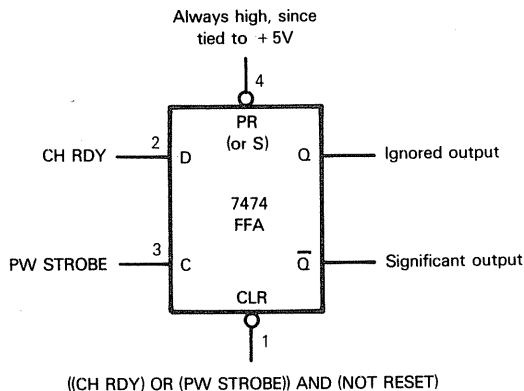 Always high, since
tied to + 5V
4
PR
(or S)
CH RDY
2
D
Q
Ignored output
7474
FFA
PW STROBE
3
C
Q̅
Significant output
CLR
1
((CH RDY) OR (PW STROBE)) AND (NOT RESET)